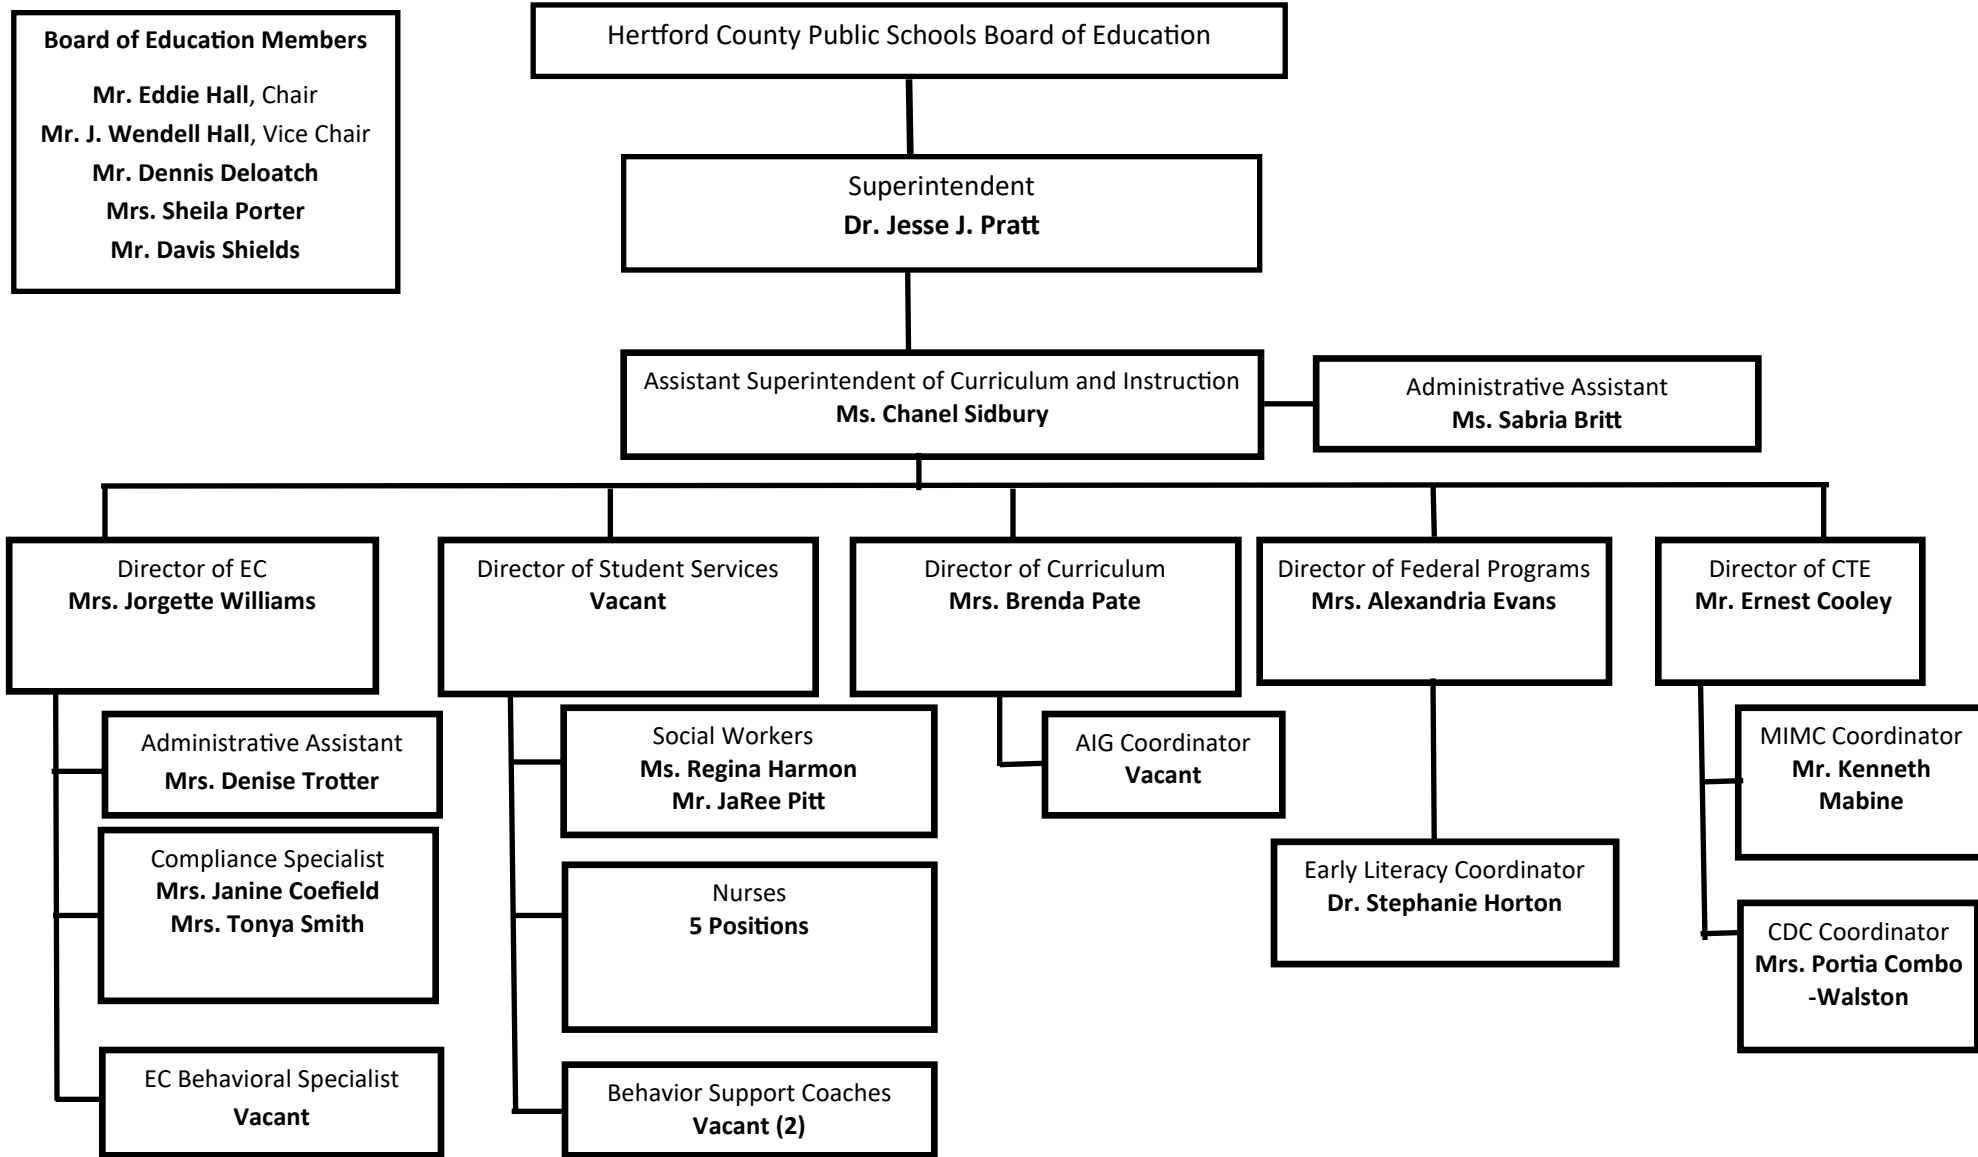 Board of Education Members
Mr. Eddie Hall, Chair
Mr. J. Wendell Hall, Vice Chair
Mr. Dennis Deloatch
Mrs. Sheila Porter
Mr. Davis Shields
Hertford County Public Schools Board of Education
Superintendent
Dr. Jesse J. Pratt
Assistant Superintendent of Curriculum and Instruction
Ms. Chanel Sidbury
Administrative Assistant
Ms. Sabria Britt
Director of EC
Mrs. Jorgette Williams
Administrative Assistant
Mrs. Denise Trotter
Compliance Specialist
Mrs. Janine Coefield
Mrs. Tonya Smith
EC Behavioral Specialist
Vacant
Director of Student Services
Vacant
Social Workers
Ms. Regina Harmon
Mr. JaRee Pitt
Nurses
5 Positions
Behavior Support Coaches
Vacant (2)
Director of Curriculum
Mrs. Brenda Pate
AIG Coordinator
Vacant
Director of Federal Programs
Mrs. Alexandria Evans
Early Literacy Coordinator
Dr. Stephanie Horton
Director of CTE
Mr. Ernest Cooley
MIMC Coordinator
Mr. Kenneth
Mabine
CDC Coordinator
Mrs. Portia Combo
-Walston